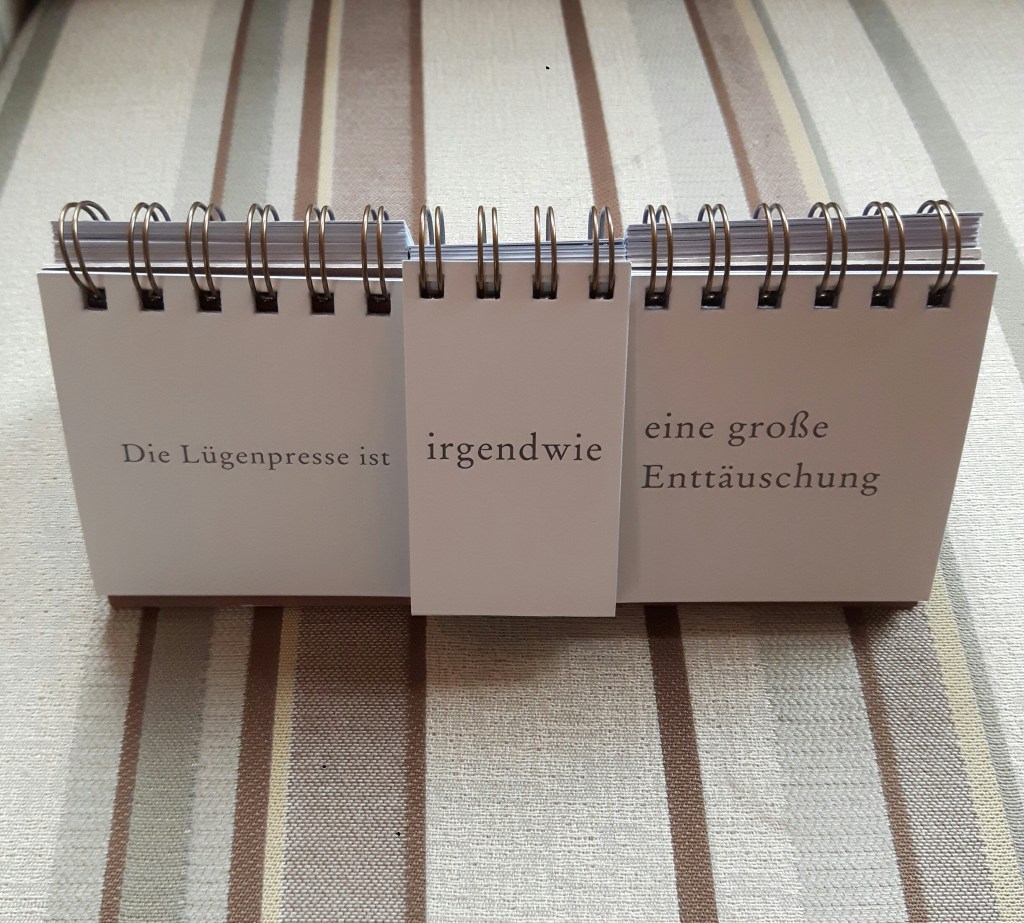 Die Lügenpresse ist
irgendwie
eine große
Enttäuschung